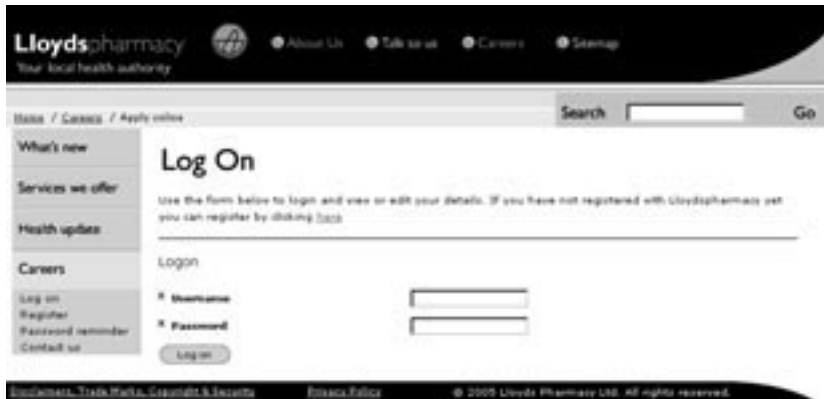 Lloydspharmacy
Your local health authority
About Us Talk to us Careers Sitemap
Home / Careers / Apply online
Search Go
What's new
Services we offer
Health update
Careers
Log on
Register
Password reminder
Contact us
Log On
Use the form below to login and view or edit your details. If you have not registered with Lloydspharmacy yet
you can register by clicking here
Logon
* Username
* Password
Log on
Disclaimers, Trade Marks, Copyright & Security Privacy Policy © 2005 Lloyds Pharmacy Ltd. All rights reserved.